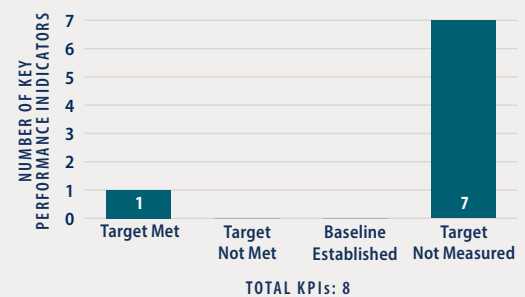 NUMBER OF KEY
PERFORMANCE INIDICATORS
7
6
5
4
3
2
1
0
1
7
Target Met
Target
Not Met
Baseline
Established
Target
Not Measured
TOTAL KPIs: 8